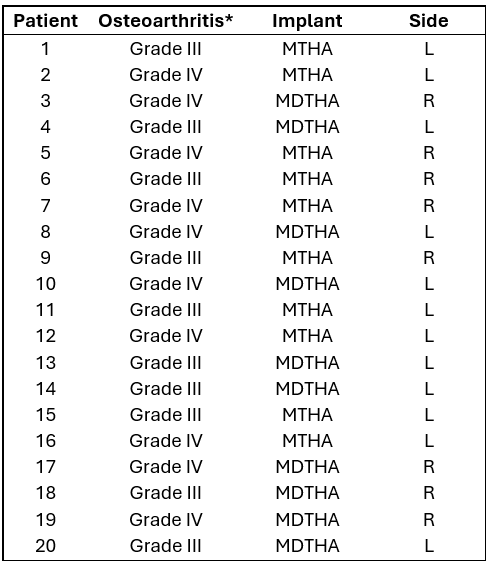 Patient Osteoarthritis* Implant Side
1 Grade III MTHA L
2 Grade IV MTHA L
3 Grade IV MDTHA R
4 Grade III MDTHA L
5 Grade IV MTHA R
6 Grade III MTHA R
7 Grade IV MTHA R
8 Grade IV MDTHA L
9 Grade III MTHA R
10 Grade IV MDTHA L
11 Grade III MTHA L
12 Grade IV MTHA L
13 Grade III MDTHA L
14 Grade III MDTHA L
15 Grade III MTHA L
16 Grade IV MTHA L
17 Grade IV MDTHA R
18 Grade III MDTHA R
19 Grade IV MDTHA R
20 Grade III MDTHA L